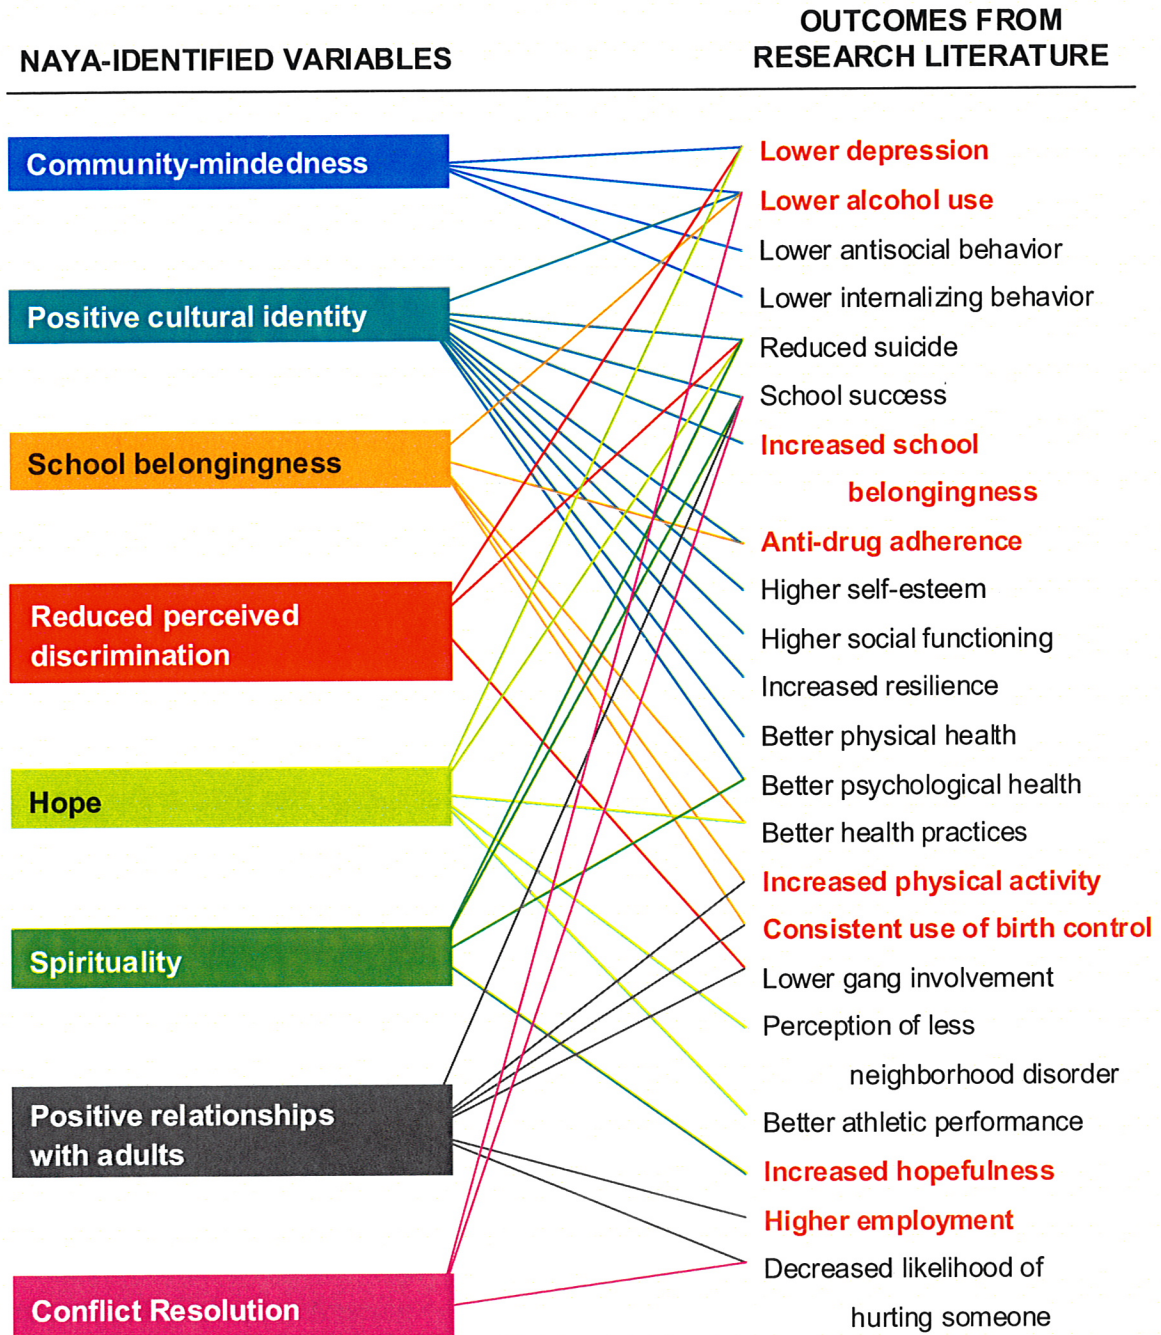 NAYA-IDENTIFIED VARIABLES
OUTCOMES FROM
RESEARCH LITERATURE
Community-mindedness
Positive cultural identity
School belongingness
Reduced perceived
discrimination
Hope
Spirituality
Positive relationships
with adults
Conflict Resolution
Lower depression
Lower alcohol use
Lower antisocial behavior
Lower internalizing behavior
Reduced suicide
School success
Increased school
belongingness
Anti-drug adherence
Higher self-esteem
Higher social functioning
Increased resilience
Better physical health
Better psychological health
Better health practices
Increased physical activity
Consistent use of birth control
Lower gang involvement
Perception of less
neighborhood disorder
Better athletic performance
Increased hopefulness
Higher employment
Decreased likelihood of
hurting someone